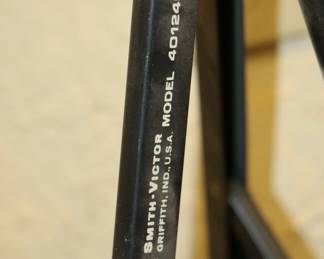 SMITH-VICTOR MODEL 40124
GRIFFITH, IND., U.S.A.